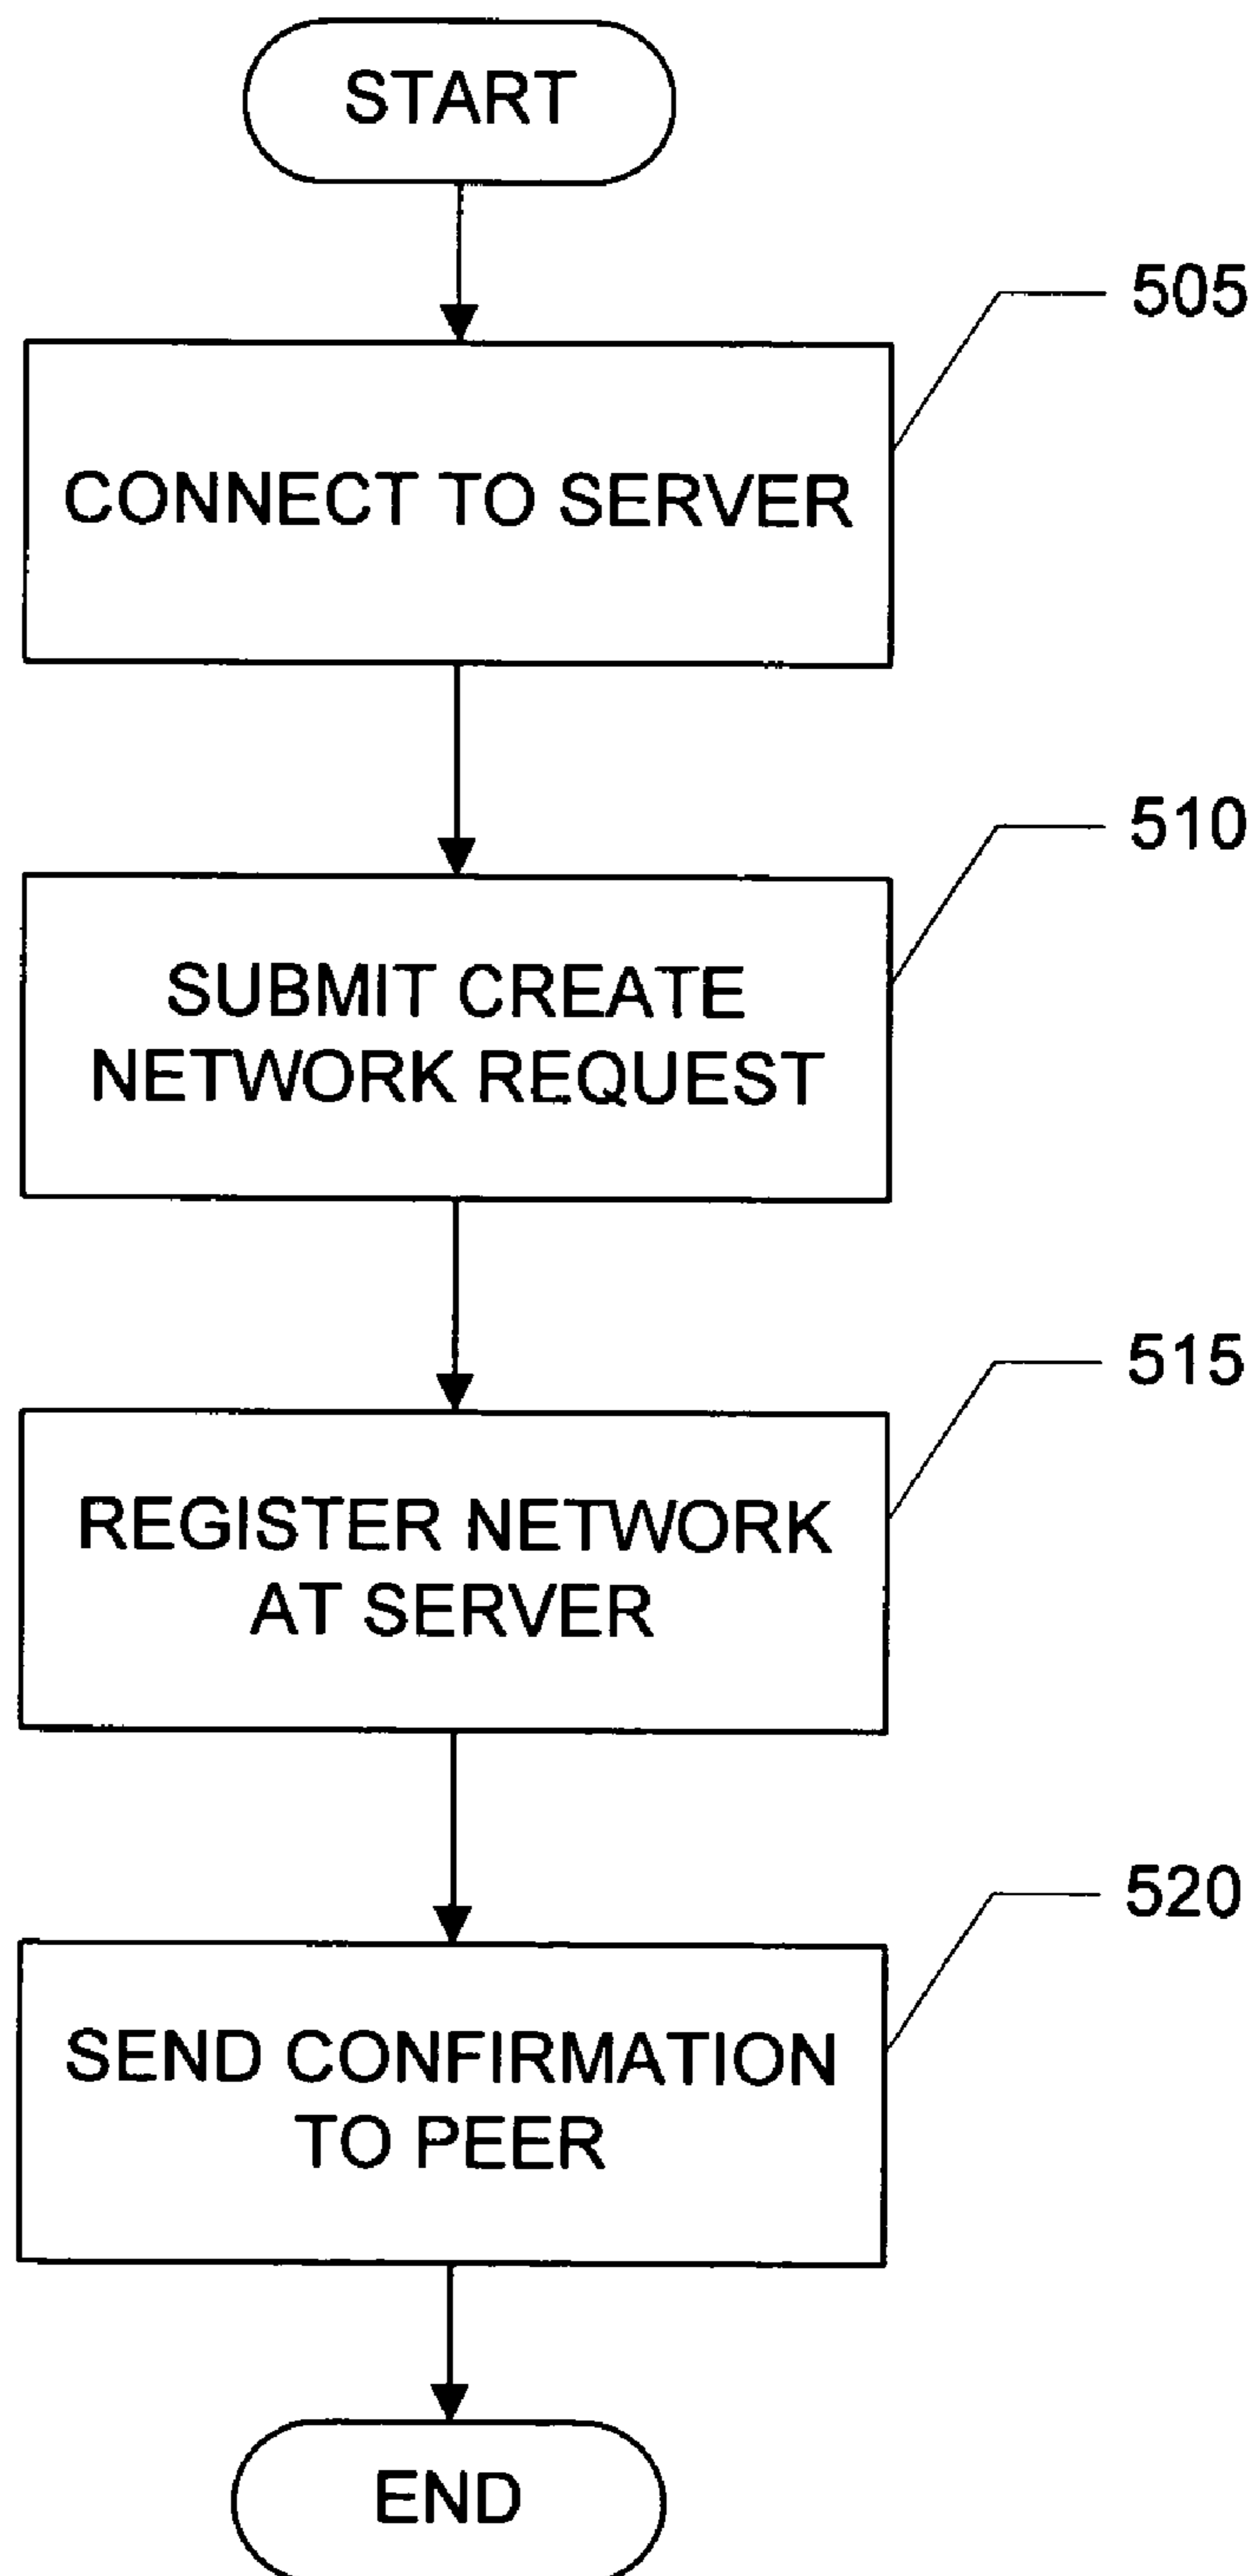 START
505
CONNECT TO SERVER
510
SUBMIT CREATE
NETWORK REQUEST
515
REGISTER NETWORK
AT SERVER
520
SEND CONFIRMATION
TO PEER
END